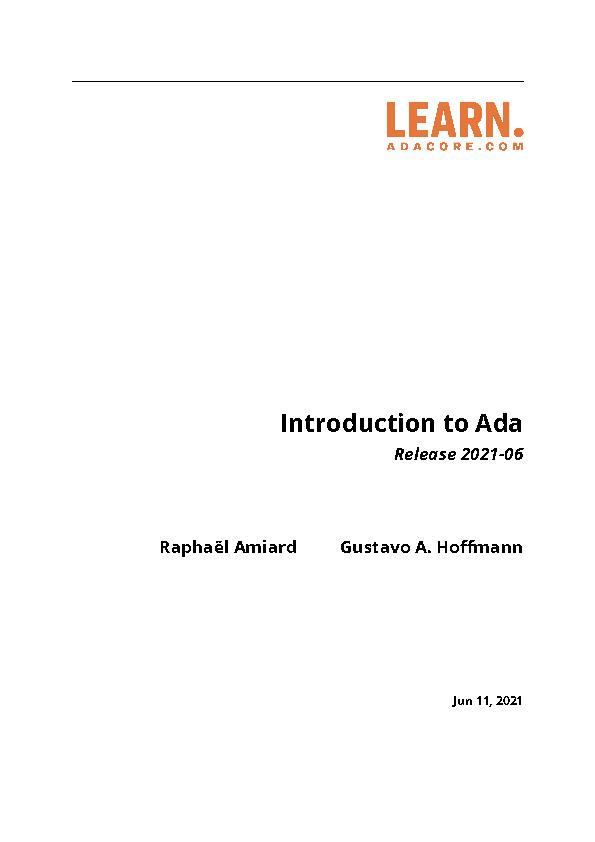 LEARN.
ADACORE.COM
Introduction to Ada
Release 2021-06
Raphaël Amiard Gustavo A. Hoffmann
Jun 11, 2021